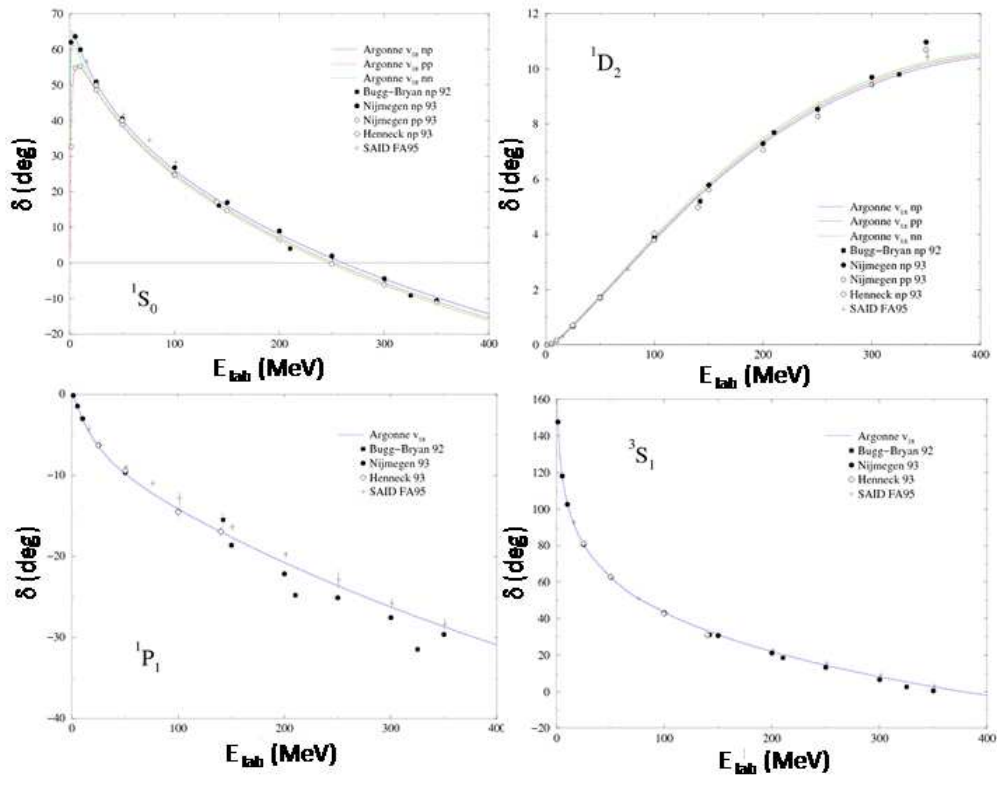 70
60
50
40
30
20
10
0
−10
−20
δ (deg)
Argonne v18 np
Argonne v18 pp
Argonne v18 nn
Bugg−Bryan np 92
Nijmegen np 93
Nijmegen pp 93
Henneck np 93
SAID FA95
1S0
0 100 200 300 400
E lab (MeV)
12
10
8
6
4
2
0
δ (deg)
1D2
Argonne v18 np
Argonne v18 pp
Argonne v18 nn
Bugg−Bryan np 92
Nijmegen np 93
Nijmegen pp 93
Henneck np 93
SAID FA95
0 100 200 300 400
E lab (MeV)
0
−10
−20
−30
−40
δ (deg)
Argonne v18
Bugg−Bryan 92
Nijmegen 93
Henneck 93
SAID FA95
1P1
0 100 200 300 400
E lab (MeV)
160
140
120
100
80
60
40
20
0
−20
δ (deg)
3S1
Argonne v18
Bugg−Bryan 92
Nijmegen 93
Henneck 93
SAID FA95
0 100 200 300 400
E lab (MeV)